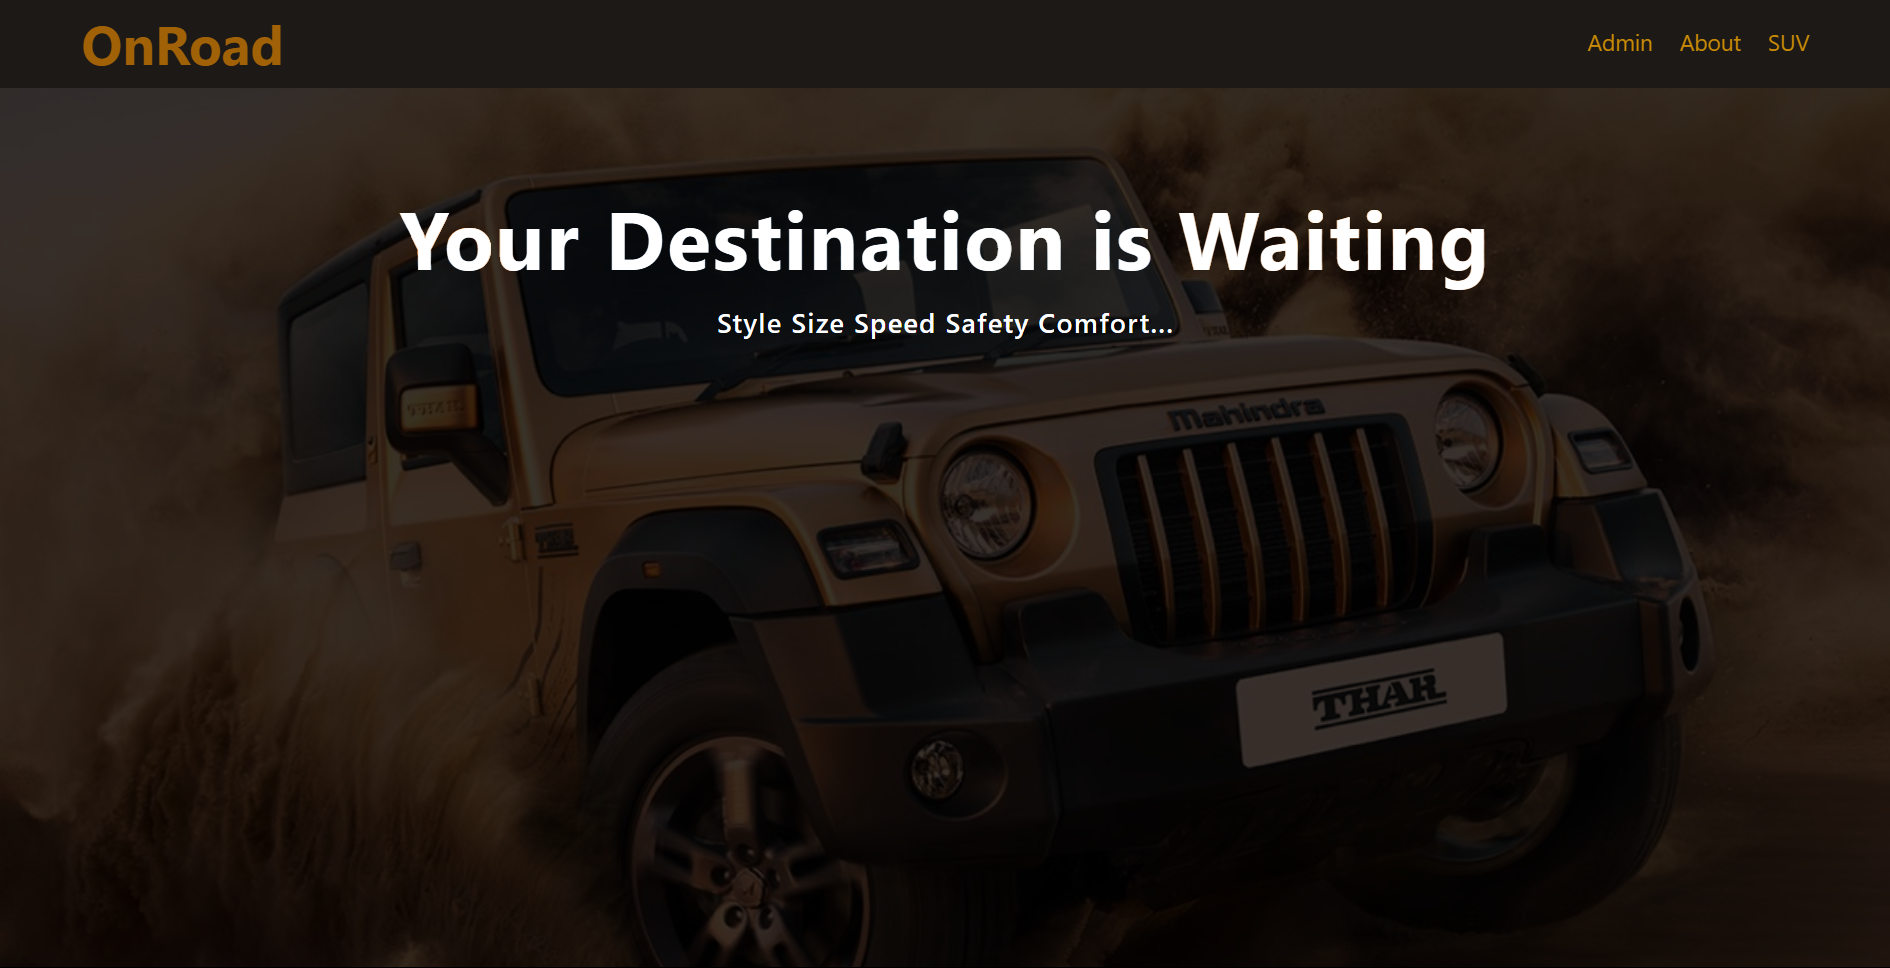 OnRoad
Admin About SUV
Your Destination is Waiting
Style Size Speed Safety Comfort...
Mahindra
THAR